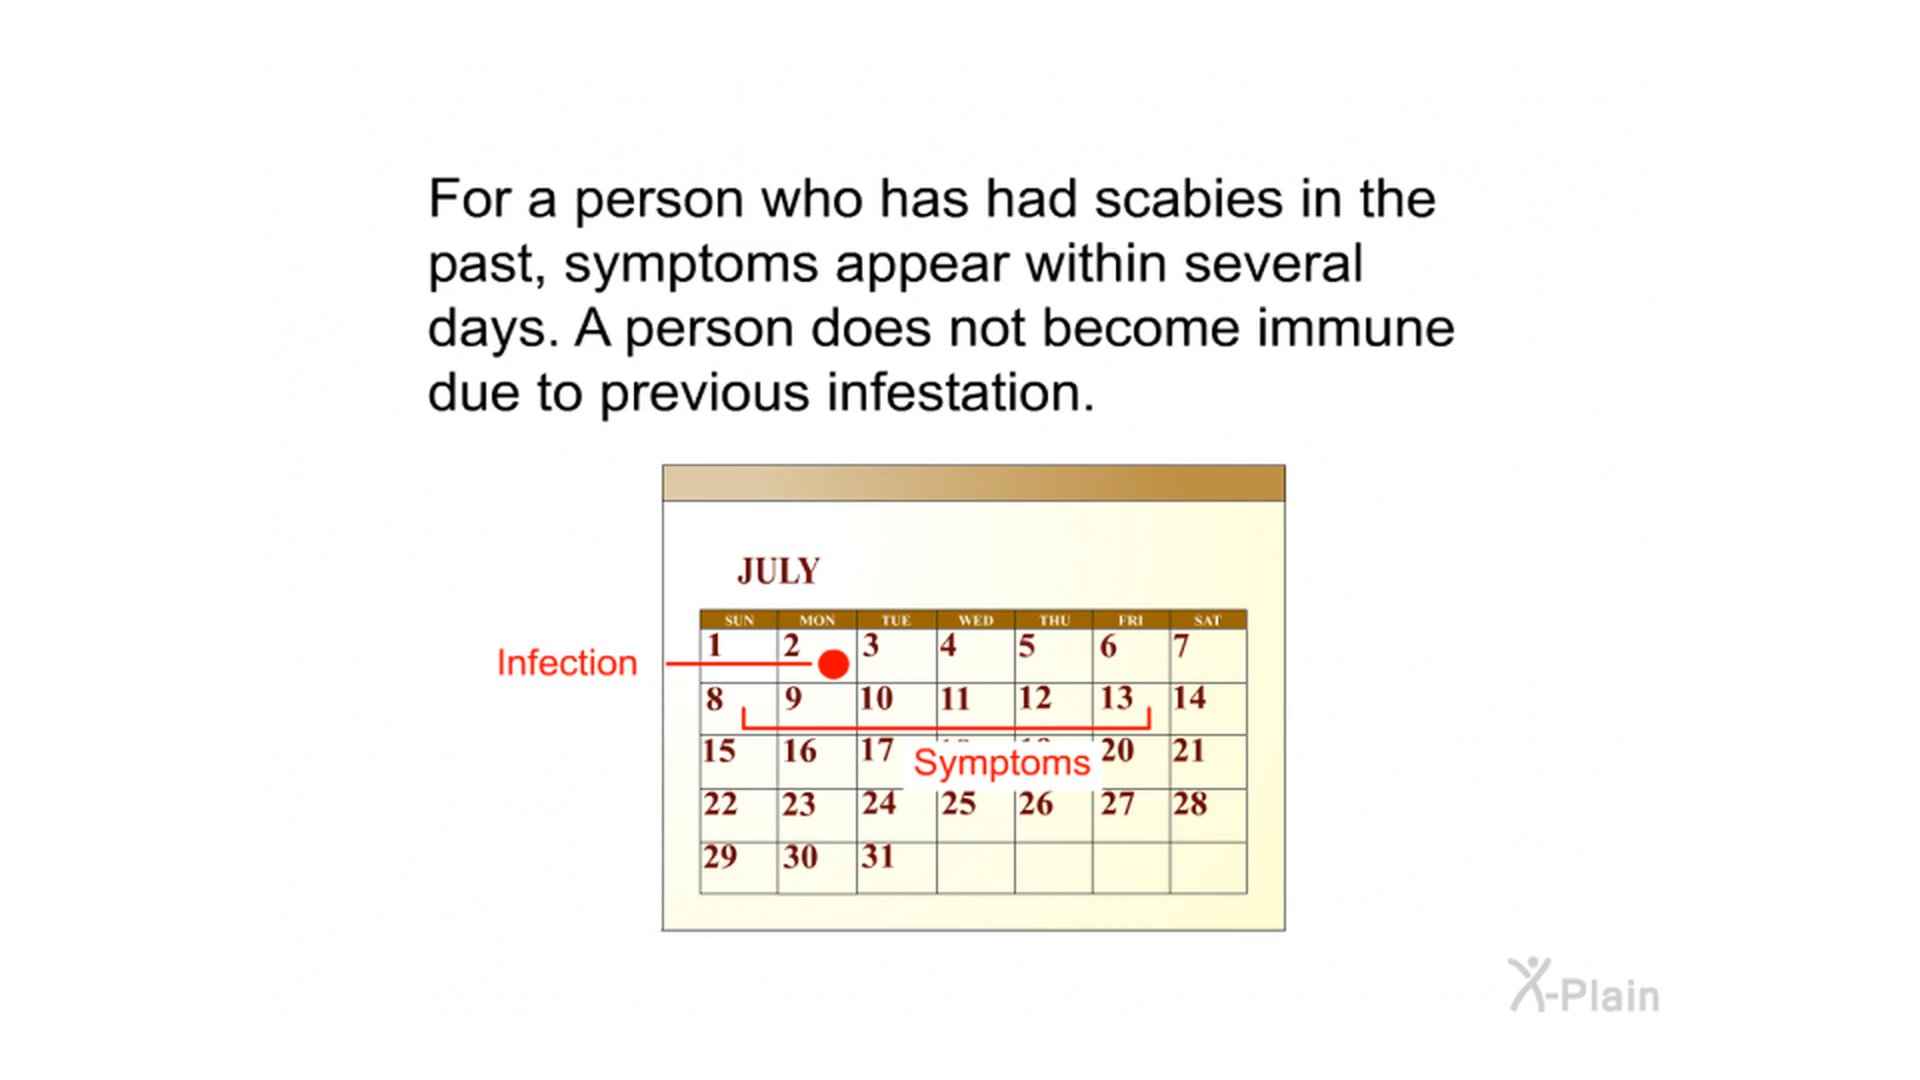 For a person who has had scabies in the
past, symptoms appear within several
days. A person does not become immune
due to previous infestation.
JULY
SUN MON TUE WED THU FRI SAT
1 2 3 4 5 6 7
Infection
8 9 10 11 12 13 14
15 16 17 20 21
Symptoms
22 23 24 25 26 27 28
29 30 31
X-Plain